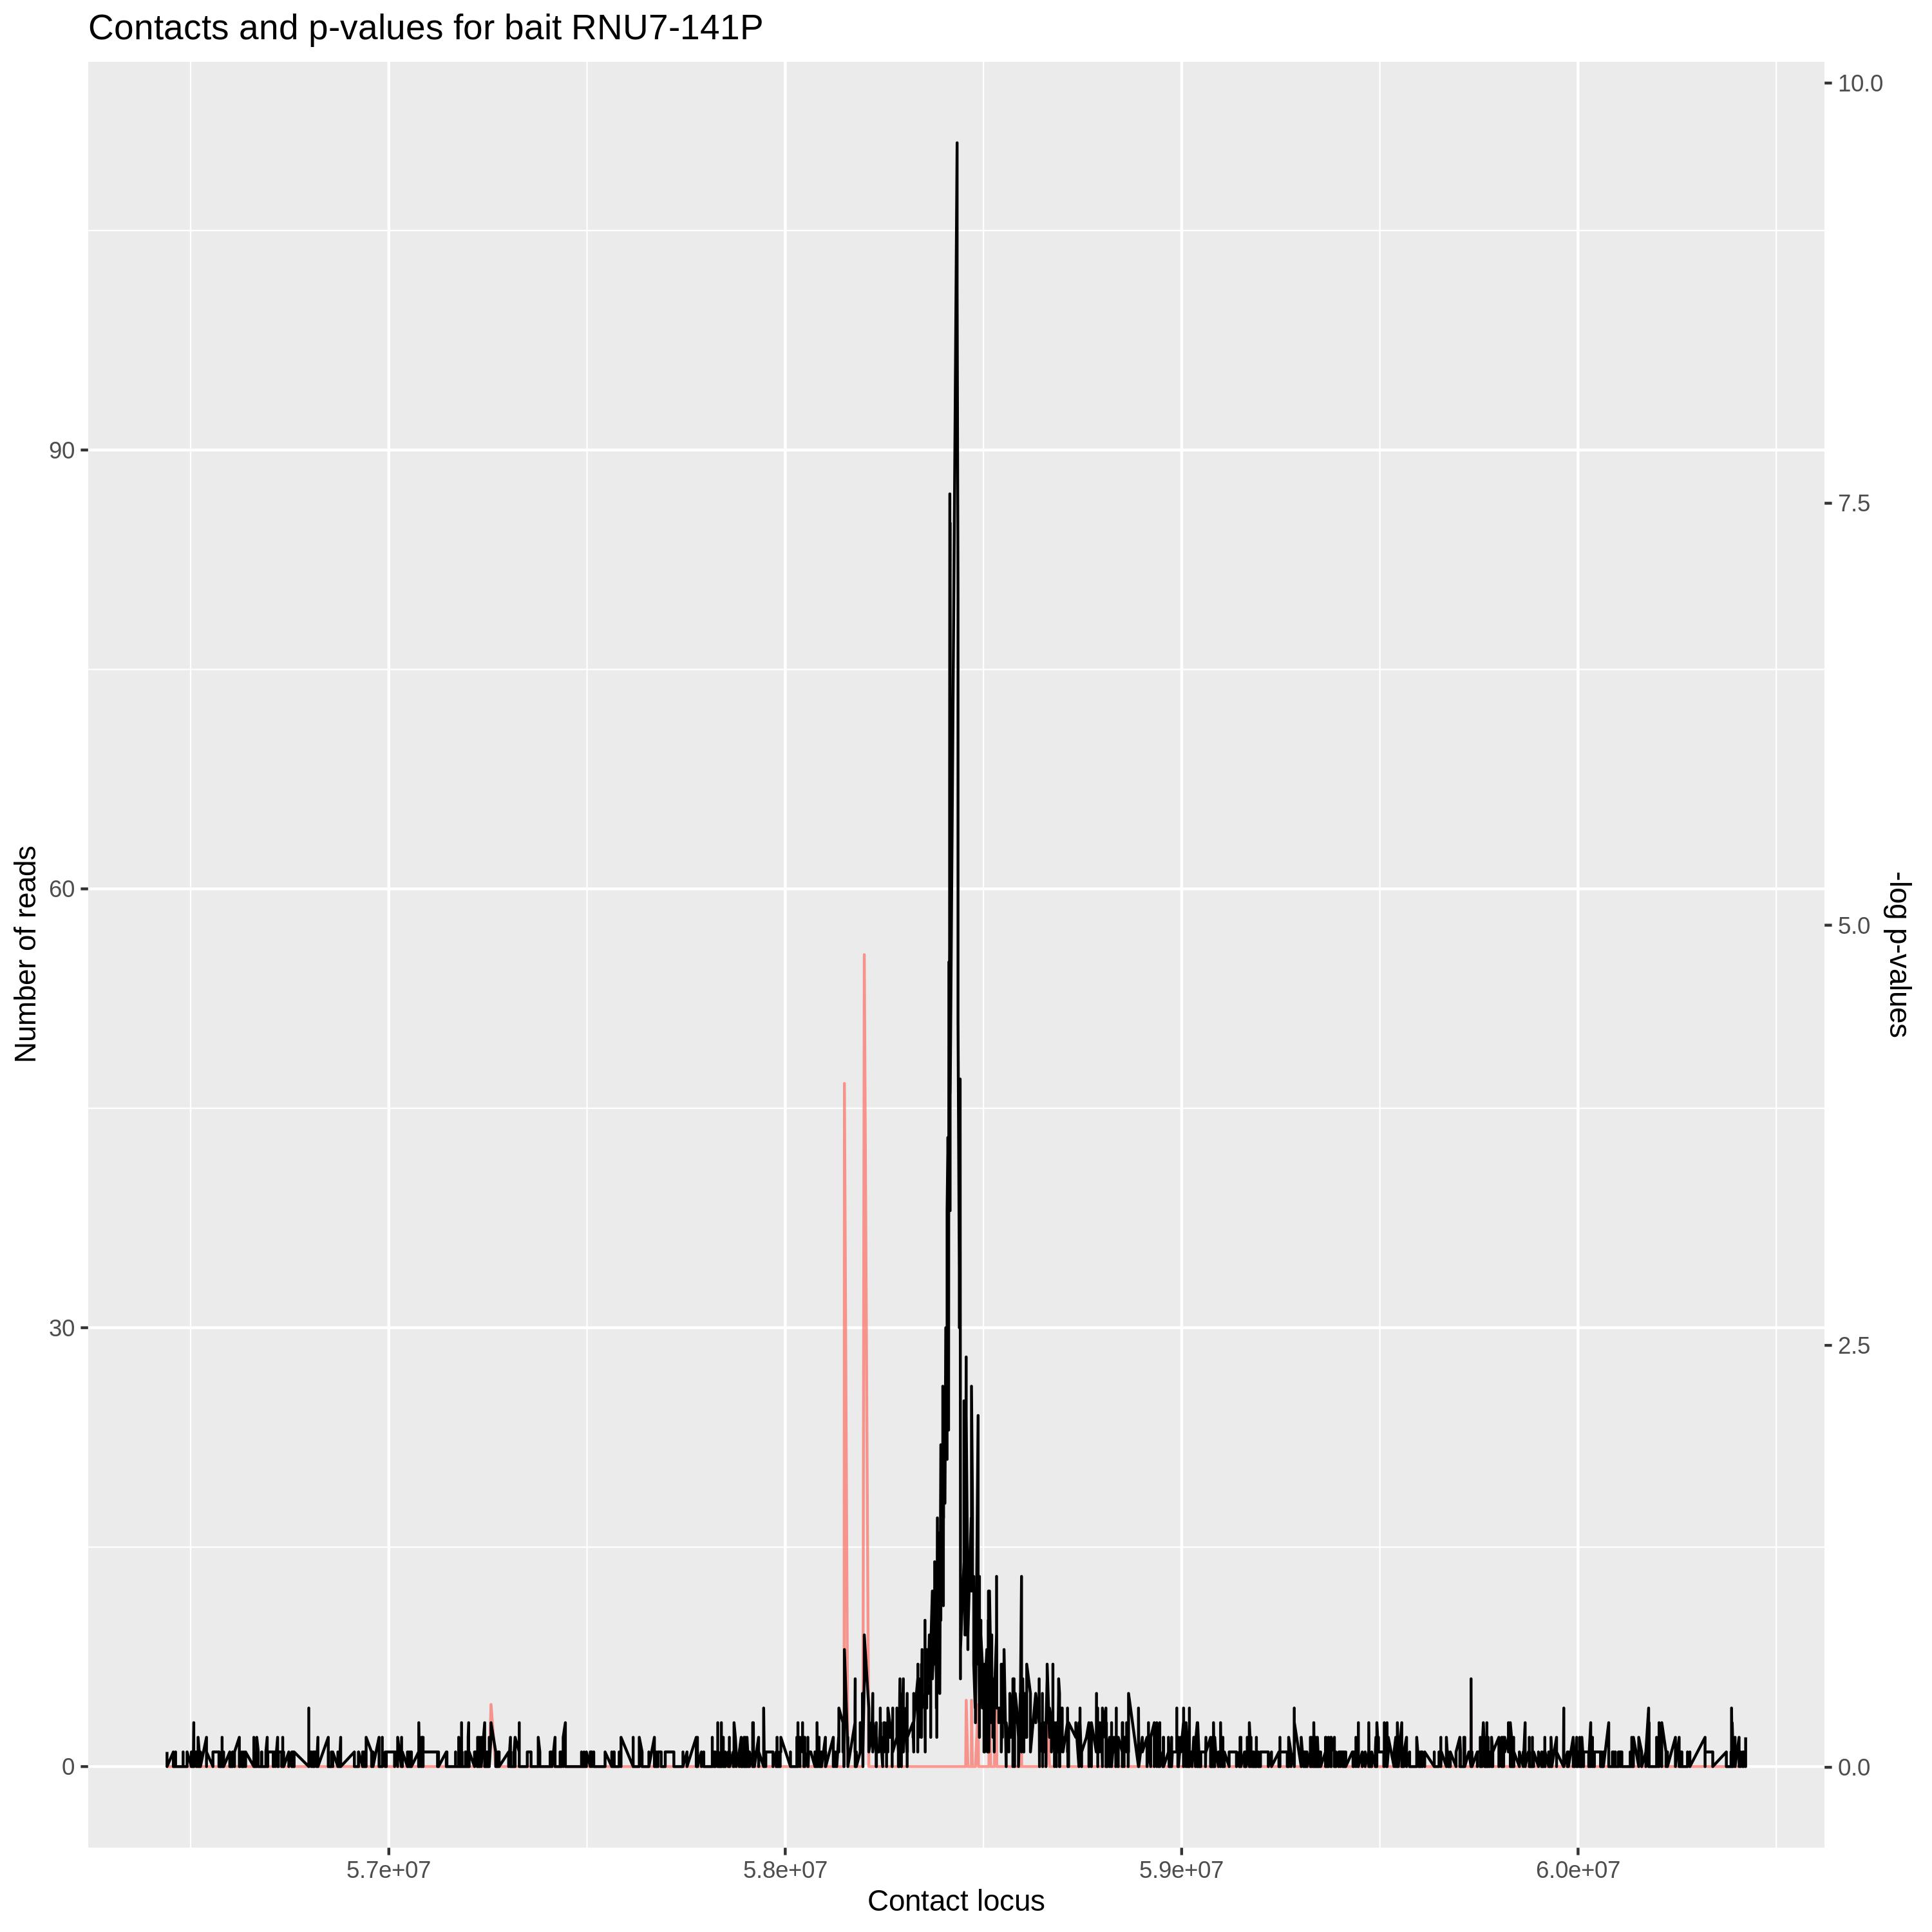 Contacts and p-values for bait RNU7-141P
10.0
90
7.5
Number of reads
60
-log p-values
5.0
30
2.5
0
0.0
5.7e+07
5.8e+07
5.9e+07
6.0e+07
Contact locus